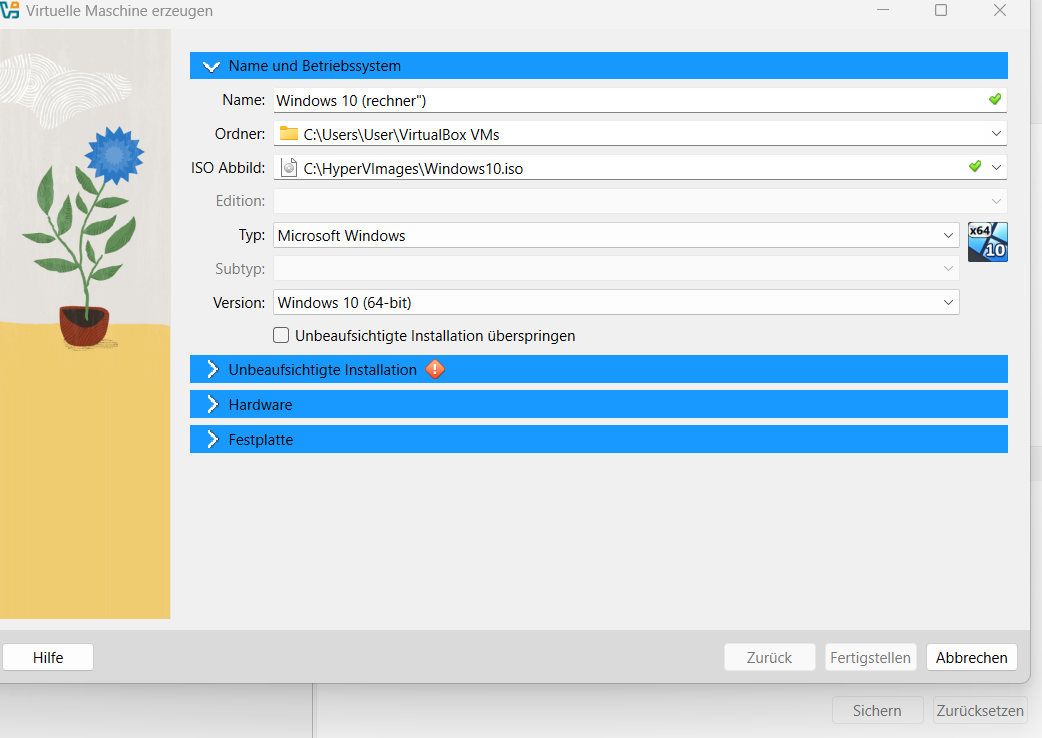 Virtuelle Maschine erzeugen
Name und Betriebssystem
Name: Windows 10 (rechner")
Ordner: C:\Users\User\VirtualBox VMs
ISO Abbild: C:\HyperVImages\Windows10.iso
Edition:
Typ: Microsoft Windows
x64
10
Subtyp:
Version: Windows 10 (64-bit)
Unbeaufsichtigte Installation überspringen
Unbeaufsichtigte Installation
Hardware
Festplatte
Hilfe Zurück Fertigstellen Abbrechen
Sichern Zurücksetzen